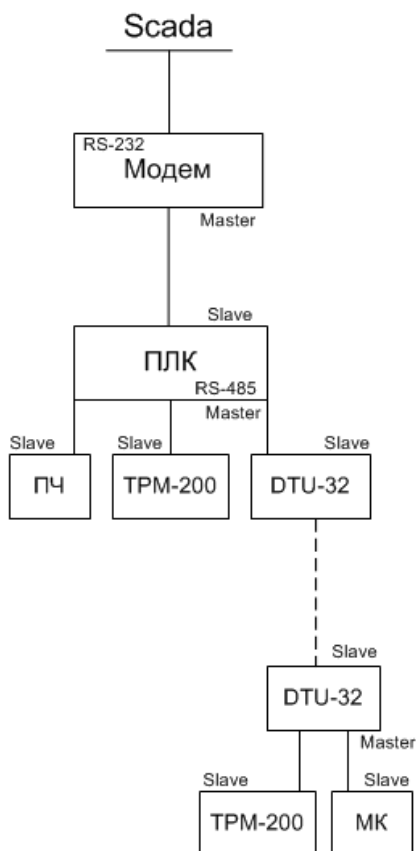 Scada
RS-232
Модем
Master
Slave
ПЛК
RS-485
Master
Slave
Slave
Slave
ПЧ
ТРМ-200
DTU-32
Slave
DTU-32
Master
Slave
Slave
ТРМ-200
МК